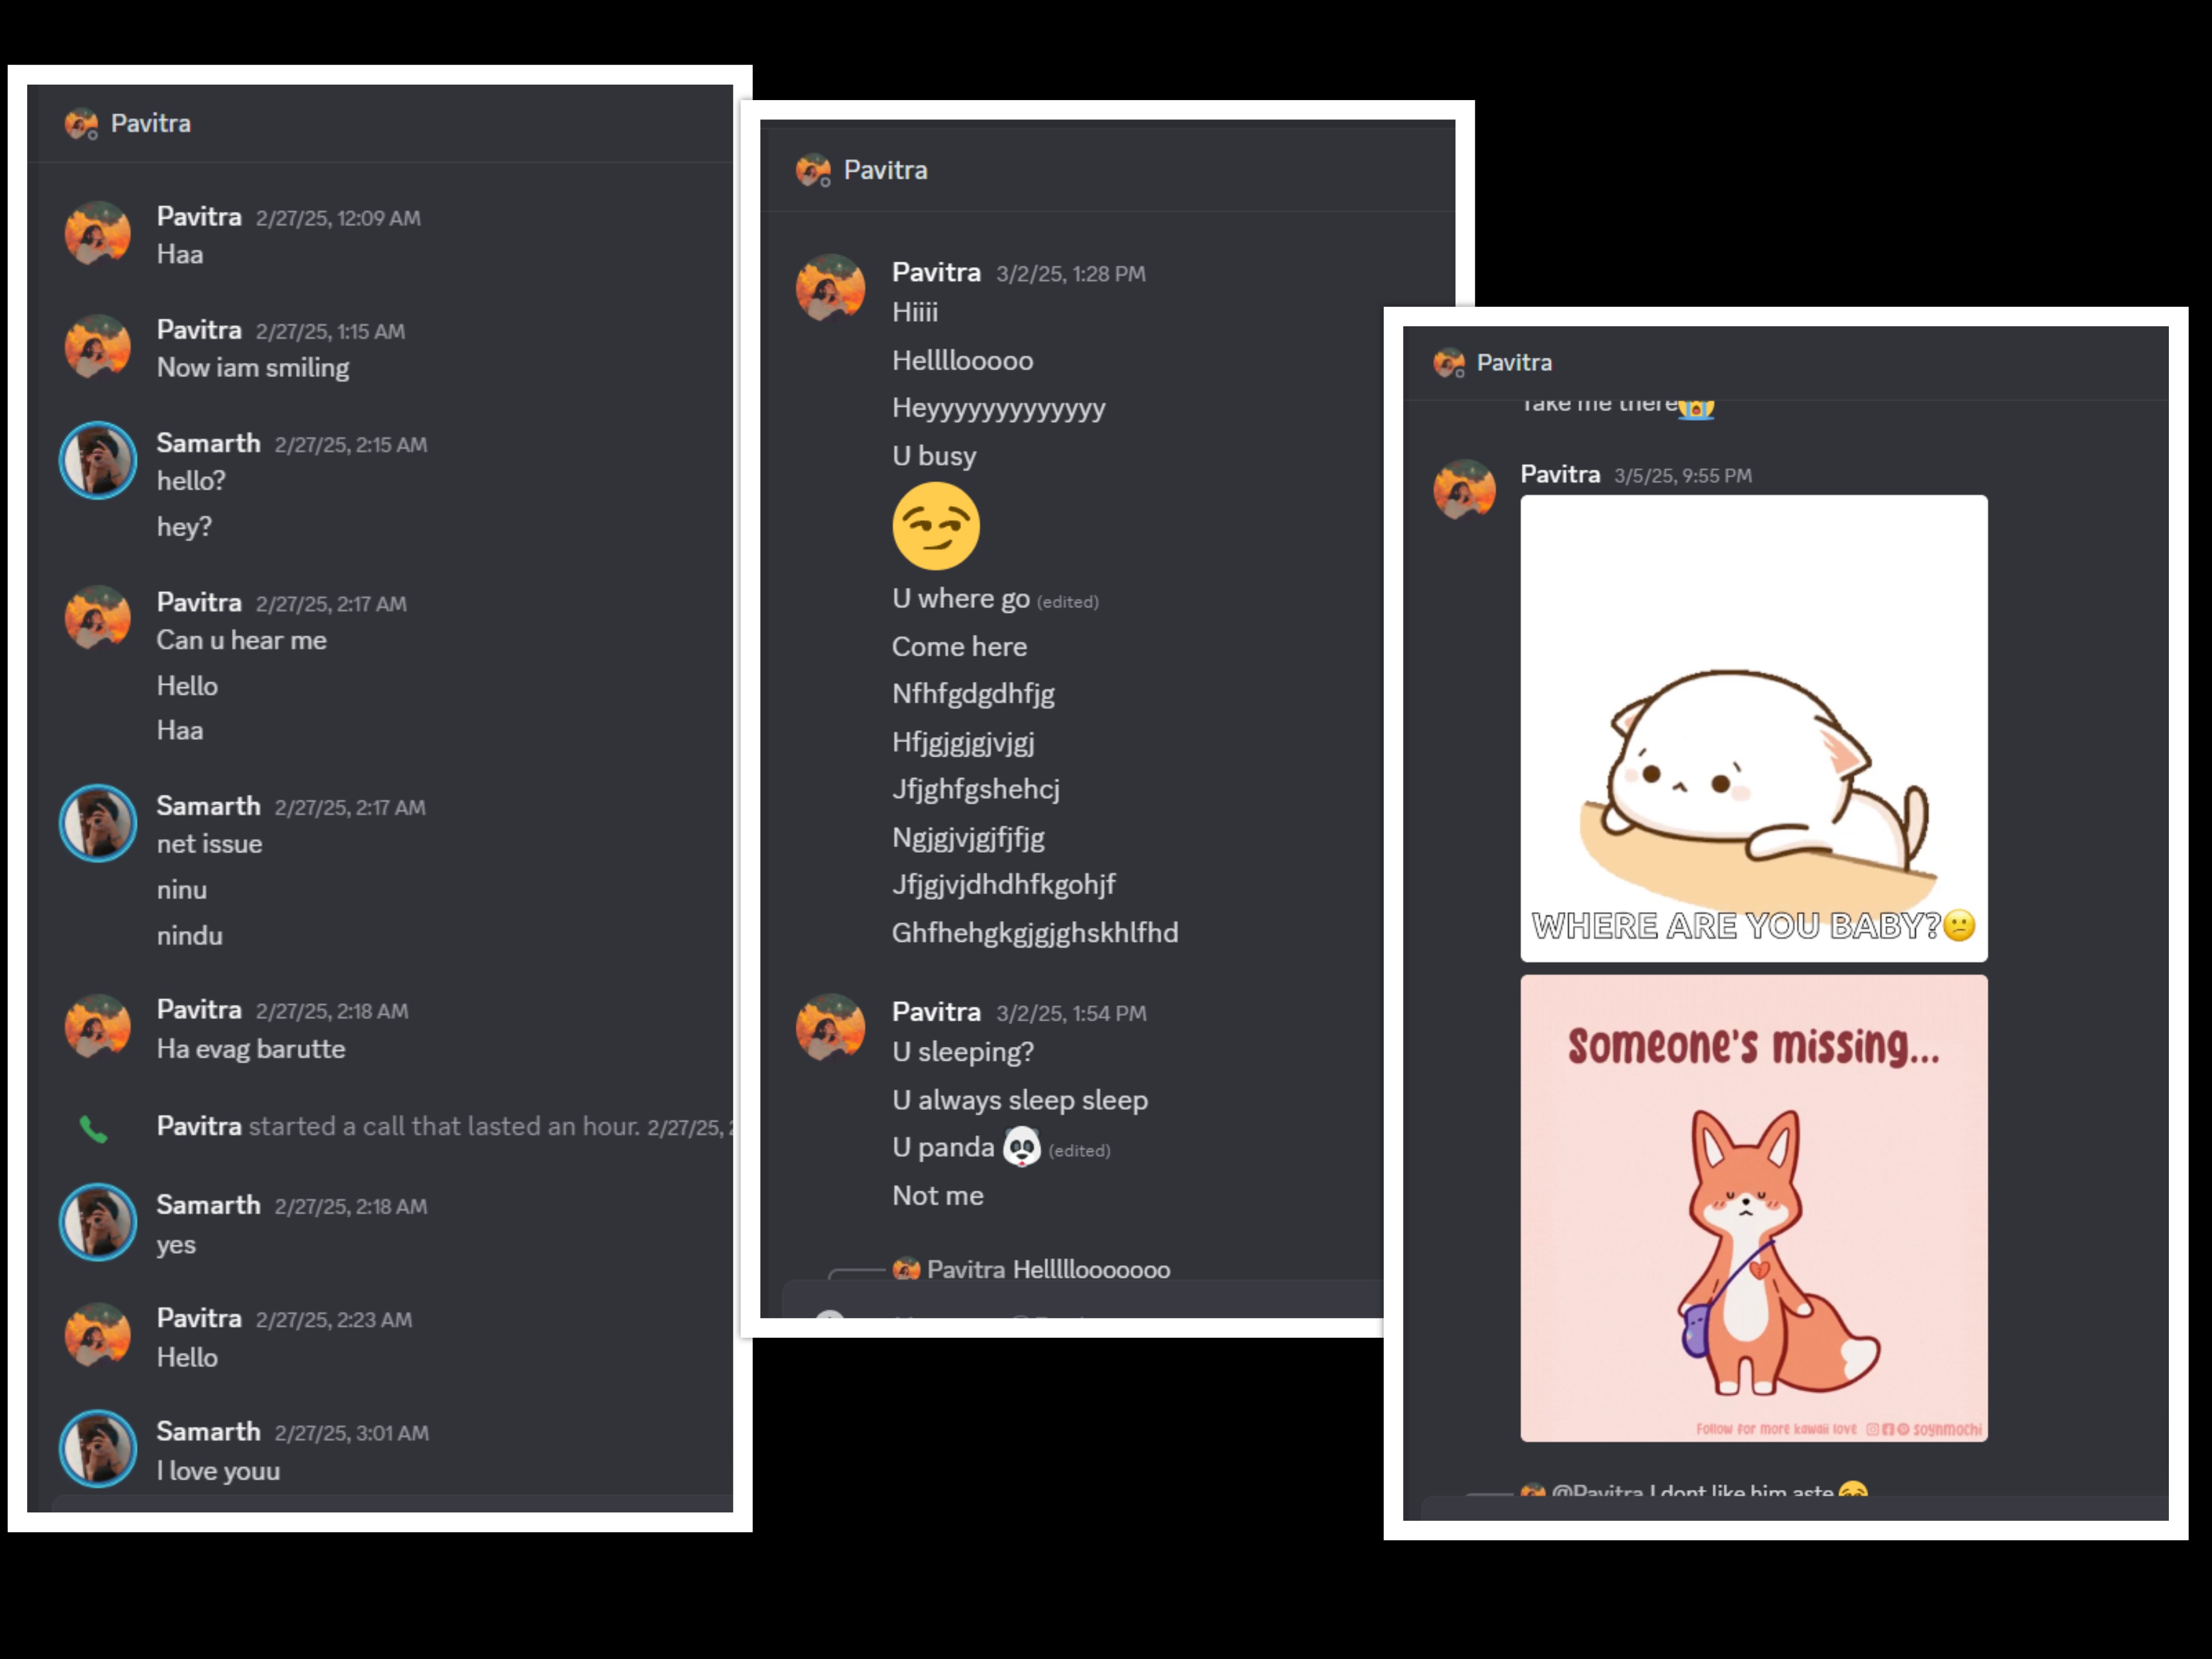 Pavitra
Pavitra 2/27/25, 12:09 AM
Haa
Pavitra 2/27/25, 1:15 AM
Now iam smiling
Samarth 2/27/25, 2:15 AM
hello?
hey?
Pavitra 2/27/25, 2:17 AM
Can u hear me
Hello
Haa
Samarth 2/27/25, 2:17 AM
net issue
ninu
nindu
Pavitra 2/27/25, 2:18 AM
Ha evag barutte
Pavitra started a call that lasted an hour. 2/27/25,
Samarth 2/27/25, 2:18 AM
yes
Pavitra 2/27/25, 2:23 AM
Hello
Samarth 2/27/25, 3:01 AM
I love youu
Pavitra
Pavitra 3/2/25, 1:28 PM
Hiiii
Hellllooooo
Heyyyyyyyyyyyyy
U busy
😏
U where go (edited)
Come here
Nfhfgdgdhfjg
Hfjgjgjgjvjgj
Jfjghfgshehcj
Ngjgjvjgjfjfjg
Jfjgjvjdhdhfkgohjf
Ghfhehgkgjgjghskhlfhd
Pavitra 3/2/25, 1:54 PM
U sleeping?
U always sleep sleep
U panda 🐼 (edited)
Not me
Pavitra Hellllloooooooo
Pavitra
Take me there😭
Pavitra 3/5/25, 9:55 PM
WHERE ARE YOU BABY?😕
Someone's missing...
Follow for more kawaii love soynmochi
@Pavitra I dont like him aste